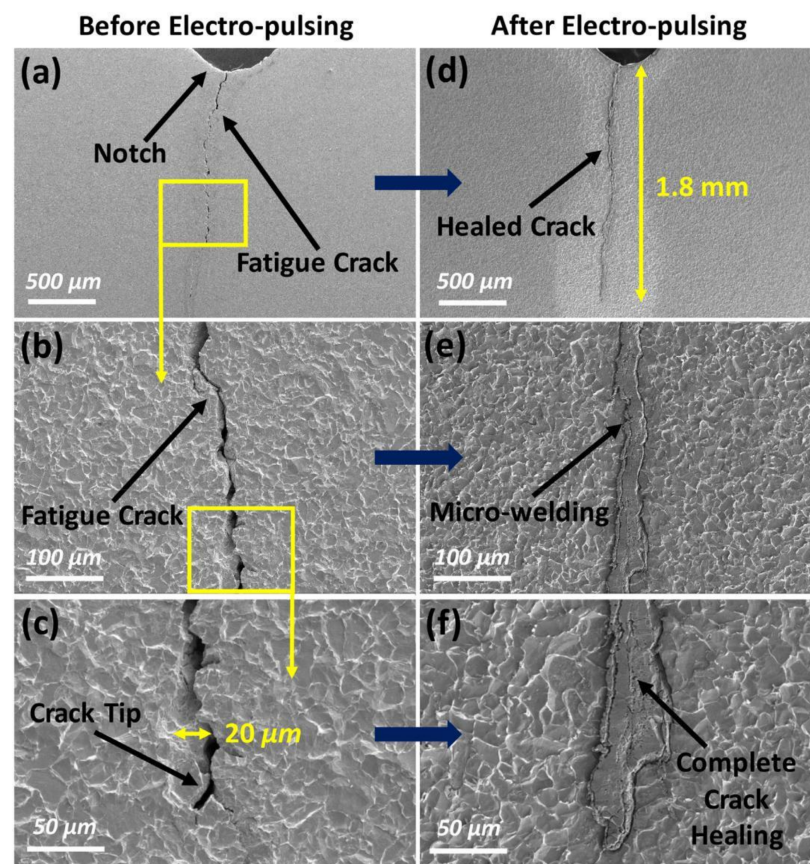 Before Electro-pulsing
After Electro-pulsing
(a)
Notch
Fatigue Crack
500 μm
(d)
1.8 mm
Healed Crack
500 μm
(b)
Fatigue Crack
100 μm
(e)
Micro-welding
100 μm
(c)
Crack Tip
20 μm
50 μm
(f)
Complete
Crack
Healing
50 μm